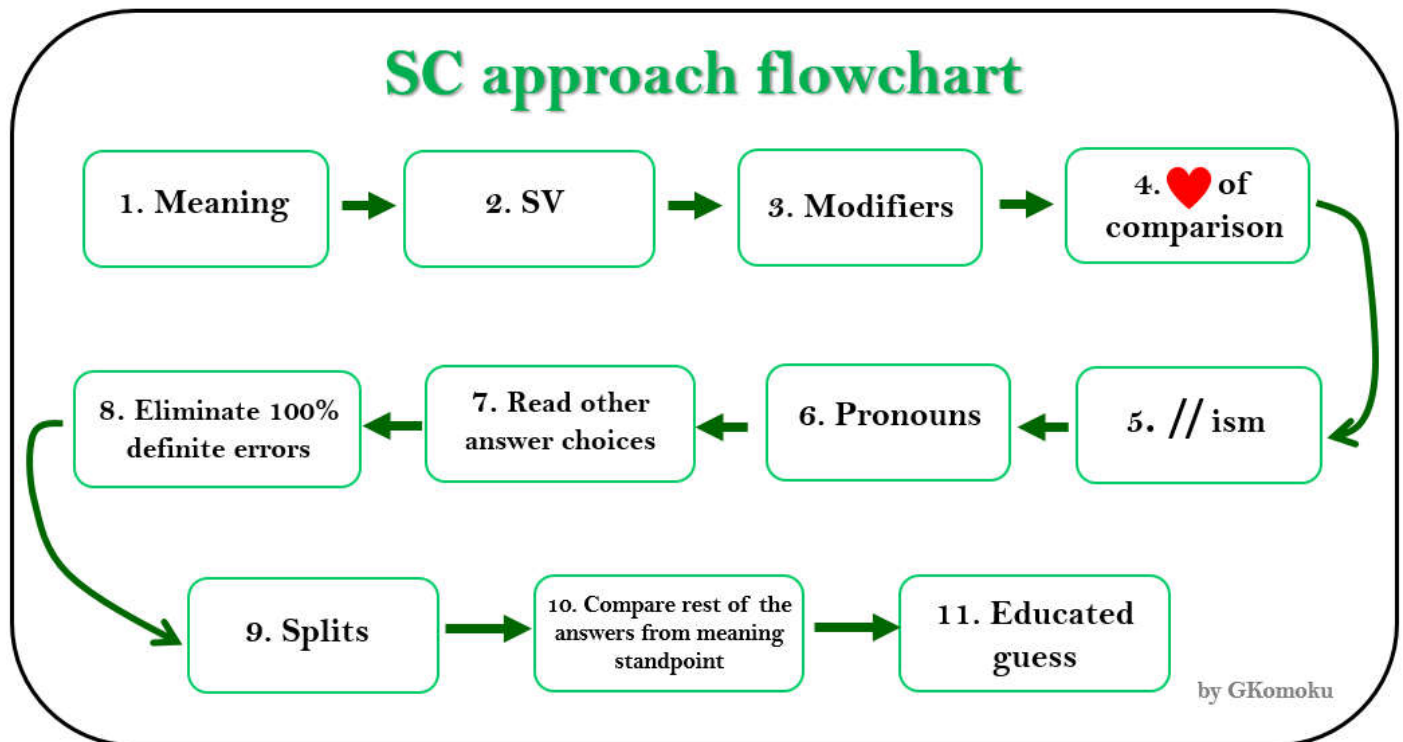 SC approach flowchart
1. Meaning
2. SV
3. Modifiers
4. ❤ of
comparison
5. // ism
6. Pronouns
7. Read other
answer choices
8. Eliminate 100%
definite errors
9. Splits
10. Compare rest of the
answers from meaning
standpoint
11. Educated
guess
by GKomoku